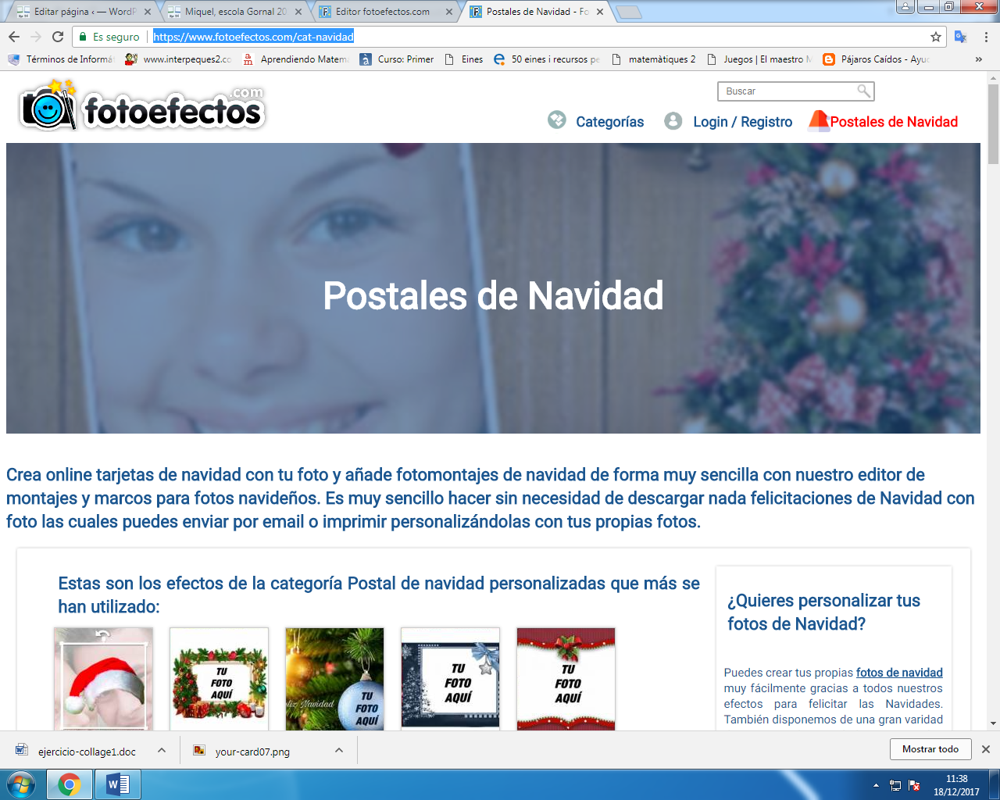 Editar página ‹ — WordP
Miquel, escola Gornal 20
Editor fotoefectos.com
Postales de Navidad - Fo
Es seguro
https://www.fotoefectos.com/cat-navidad
Términos de Informát
www.interpeques2.co
Aprendiendo Matema
Curso: Primer
Eines
50 eines i recursos pe
matemàtiques 2
Juegos | El maestro M
Pájaros Caídos - Ayuc
»
fotoefectos.com
Buscar
Categorías
Login / Registro
Postales de Navidad
Postales de Navidad
Crea online tarjetas de navidad con tu foto y añade fotomontajes de navidad de forma muy sencilla con nuestro editor de
montajes y marcos para fotos navideños. Es muy sencillo hacer sin necesidad de descargar nada felicitaciones de Navidad con
foto las cuales puedes enviar por email o imprimir personalizándolas con tus propias fotos.
Estas son los efectos de la categoría Postal de navidad personalizadas que más se
han utilizado:
TU
FOTO
AQUÍ
Feliz Navidad
TU
FOTO
AQUÍ
TU
FOTO
AQUÍ
TU
FOTO
AQUÍ
¿Quieres personalizar tus
fotos de Navidad?
Puedes crear tus propias fotos de navidad
muy fácilmente gracias a todos nuestros
efectos para felicitar las Navidades.
También disponemos de una gran varidad
ejercicio-collage1.doc
your-card07.png
Mostrar todo
11:38
18/12/2017